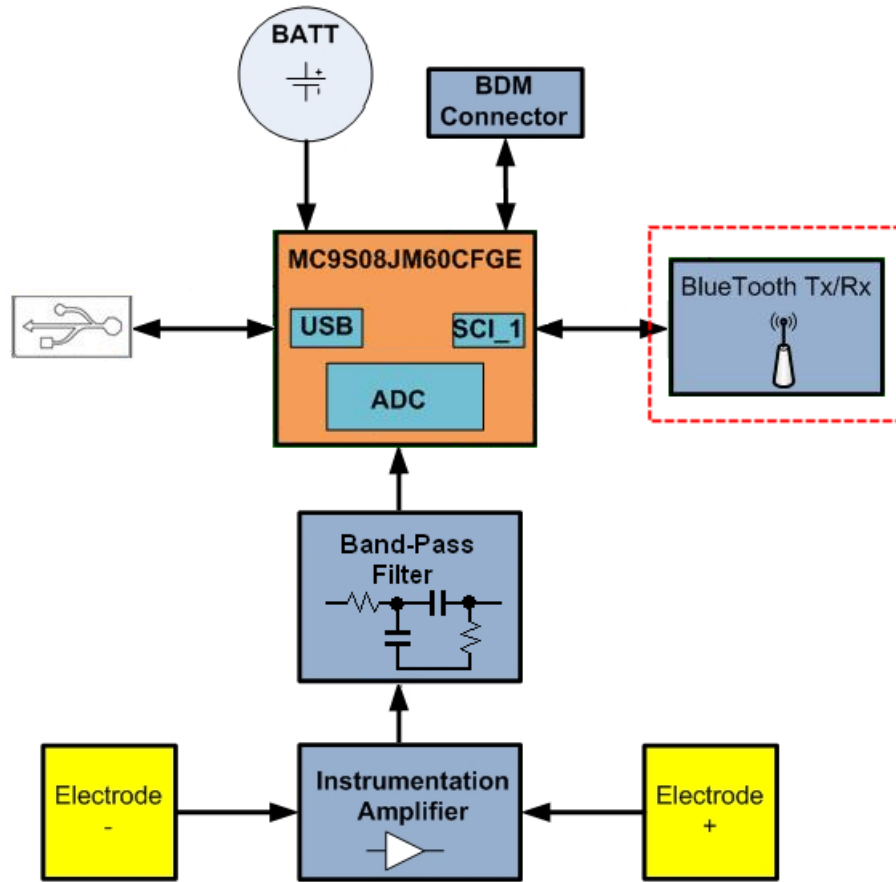 BATT
BDM
Connector
MC9S08JM60CFGE
BlueTooth Tx/Rx
USB
SCI_1
ADC
Band-Pass
Filter
Electrode
-
Instrumentation
Amplifier
Electrode
+